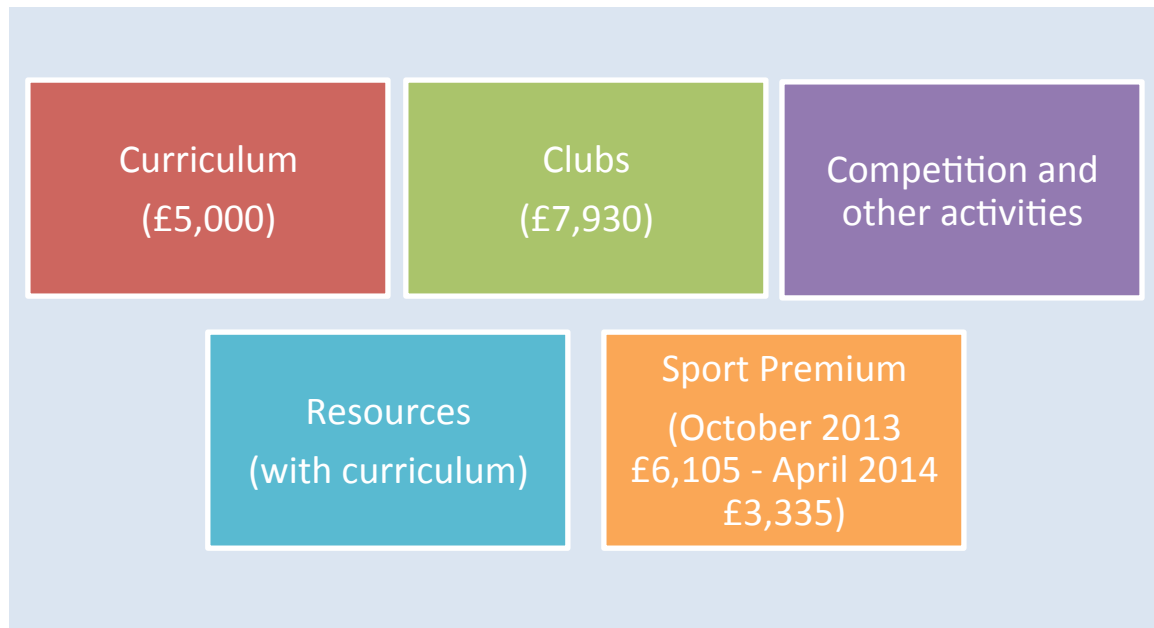 Curriculum
(£5,000)
Clubs
(£7,930)
Competition and
other activities
Resources
(with curriculum)
Sport Premium
(October 2013
£6,105 - April 2014
£3,335)